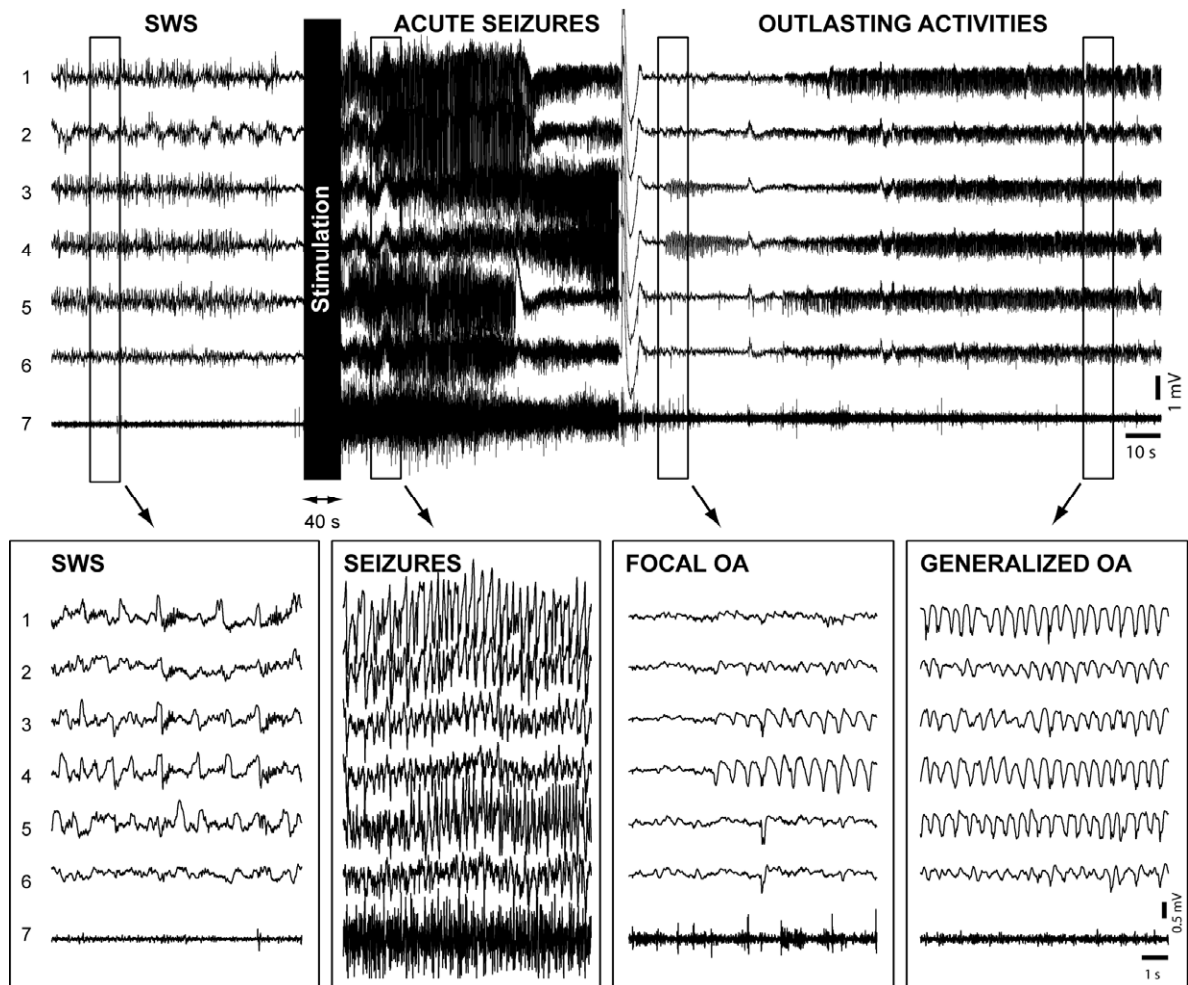 SWS
ACUTE SEIZURES
OUTLASTING ACTIVITIES
1
2
3
4
5
6
7
Stimulation
1 mV
10 s
40 s
SWS
SEIZURES
FOCAL OA
GENERALIZED OA
1
2
3
4
5
6
7
0.5 mV
1 s